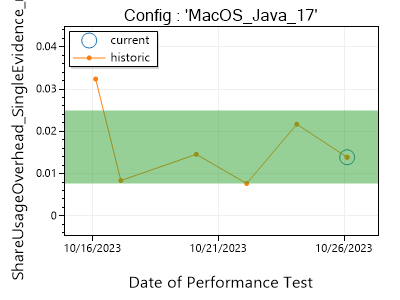 Config : 'MacOS_Java_17'
ShareUsageOverhead_SingleEvidence_
current
historic
0.04
0.03
0.02
0.01
0
10/16/2023
10/21/2023
10/26/2023
Date of Performance Test